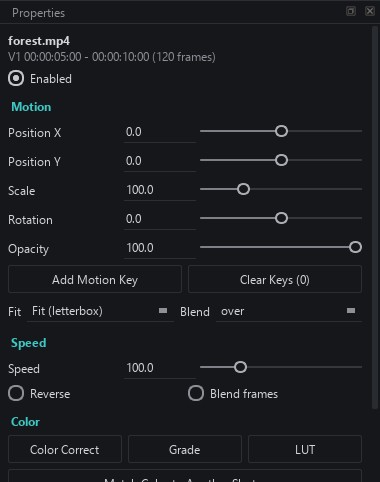 Properties
forest.mp4
V1 00:00:05:00 - 00:00:10:00 (120 frames)
Enabled
Motion
Position X 0.0
Position Y 0.0
Scale 100.0
Rotation 0.0
Opacity 100.0
Add Motion Key Clear Keys (0)
Fit Fit (letterbox) Blend over
Speed
Speed 100.0
Reverse Blend frames
Color
Color Correct Grade LUT